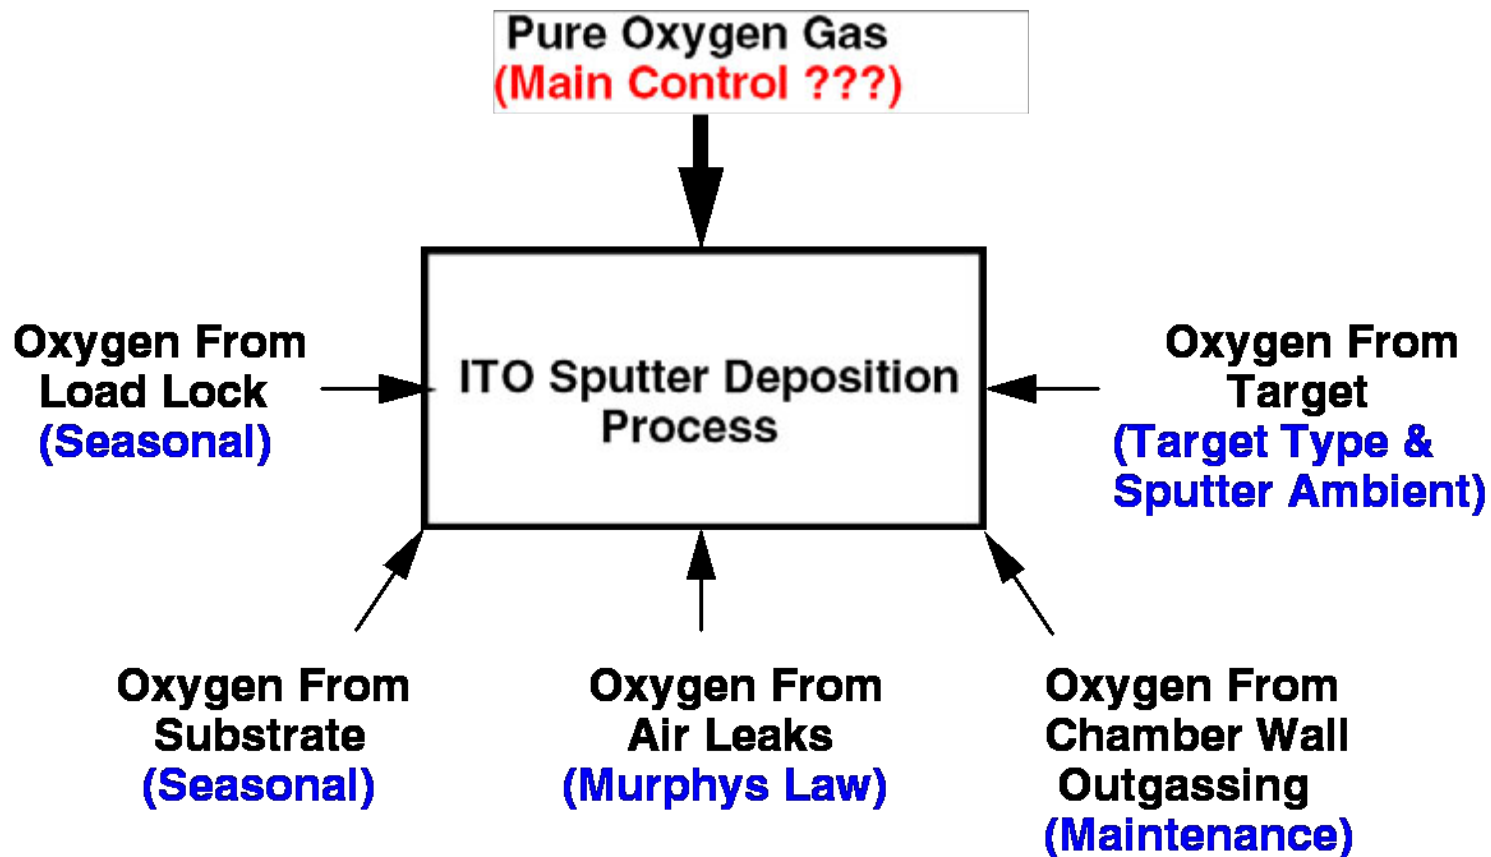 Pure Oxygen Gas
(Main Control ???)
Oxygen From
Load Lock
(Seasonal)
ITO Sputter Deposition
Process
Oxygen From
Target
(Target Type &
Sputter Ambient)
Oxygen From
Substrate
(Seasonal)
Oxygen From
Air Leaks
(Murphys Law)
Oxygen From
Chamber Wall
Outgassing
(Maintenance)